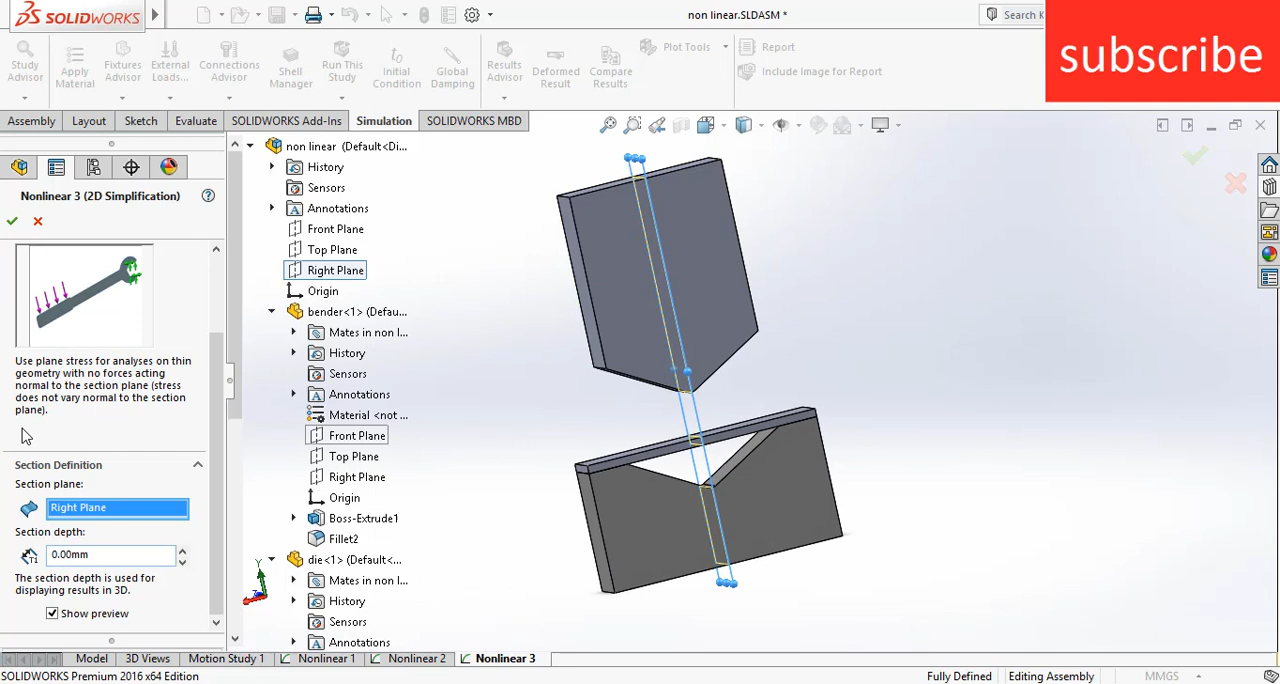 SOLIDWORKS
non linear.SLDASM *
Search K
subscribe
Study Advisor
Apply Material
Fixtures Advisor
External Loads...
Connections Advisor
Shell Manager
Run This Study
Initial Condition
Global Damping
Results Advisor
Deformed Result
Compare Results
Plot Tools
Report
Include Image for Report
Assembly
Layout
Sketch
Evaluate
SOLIDWORKS Add-Ins
Simulation
SOLIDWORKS MBD
Nonlinear 3 (2D Simplification)
Use plane stress for analyses on thin
geometry with no forces acting
normal to the section plane (stress
does not vary normal to the section
plane).
Section Definition
Section plane:
Right Plane
Section depth:
0.00mm
The section depth is used for
displaying results in 3D.
Show preview
non linear (Default<Di...
History
Sensors
Annotations
Front Plane
Top Plane
Right Plane
Origin
bender<1> (Defau...
Mates in non l...
History
Sensors
Annotations
Material <not ...
Front Plane
Top Plane
Right Plane
Origin
Boss-Extrude1
Fillet2
die<1> (Default<...
Mates in non l...
History
Sensors
Annotations
Y
Model
3D Views
Motion Study 1
Nonlinear 1
Nonlinear 2
Nonlinear 3
SOLIDWORKS Premium 2016 x64 Edition
Fully Defined
Editing Assembly
MMGS